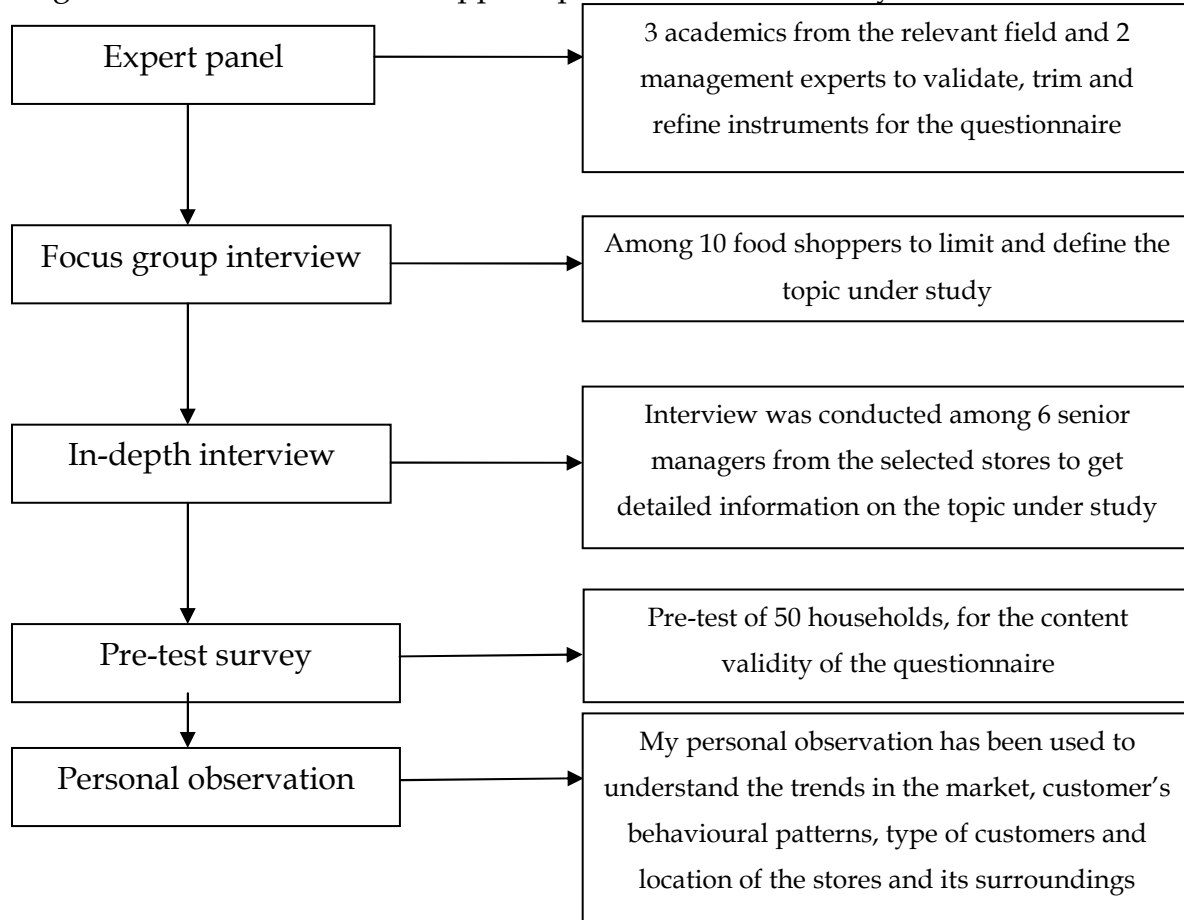 Expert panel
3 academics from the relevant field and 2
management experts to validate, trim and
refine instruments for the questionnaire
Focus group interview
Among 10 food shoppers to limit and define the
topic under study
In-depth interview
Interview was conducted among 6 senior
managers from the selected stores to get
detailed information on the topic under study
Pre-test survey
Pre-test of 50 households, for the content
validity of the questionnaire
Personal observation
My personal observation has been used to
understand the trends in the market, customer’s
behavioural patterns, type of customers and
location of the stores and its surroundings